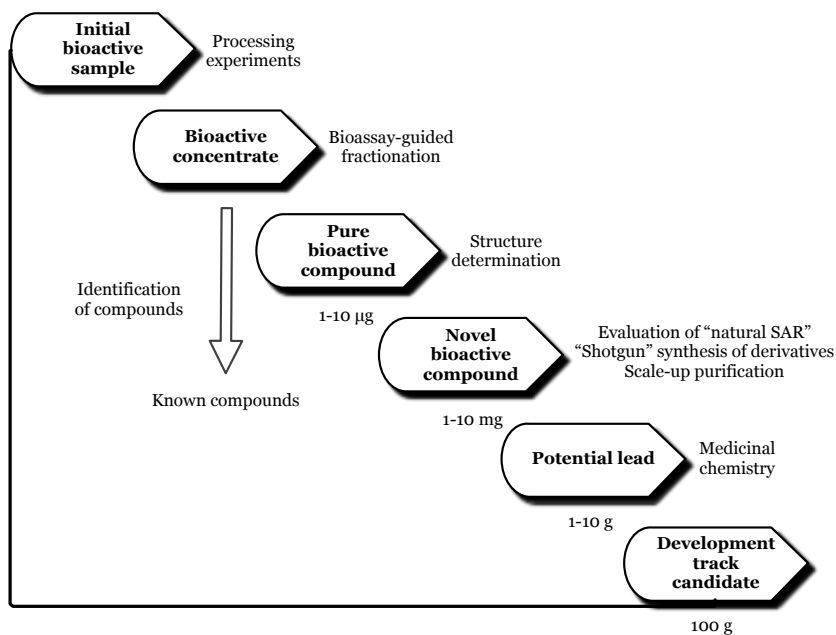 Initial
bioactive
sample
Processing
experiments
Bioactive
concentrate
Bioassay-guided
fractionation
Pure
bioactive
compound
Structure
determination
1-10 µg
Identification
of compounds
Known compounds
Novel
bioactive
compound
Evaluation of “natural SAR”
“Shotgun” synthesis of derivatives
Scale-up purification
1-10 mg
Potential lead
Medicinal
chemistry
1-10 g
Development
track
candidate
100 g